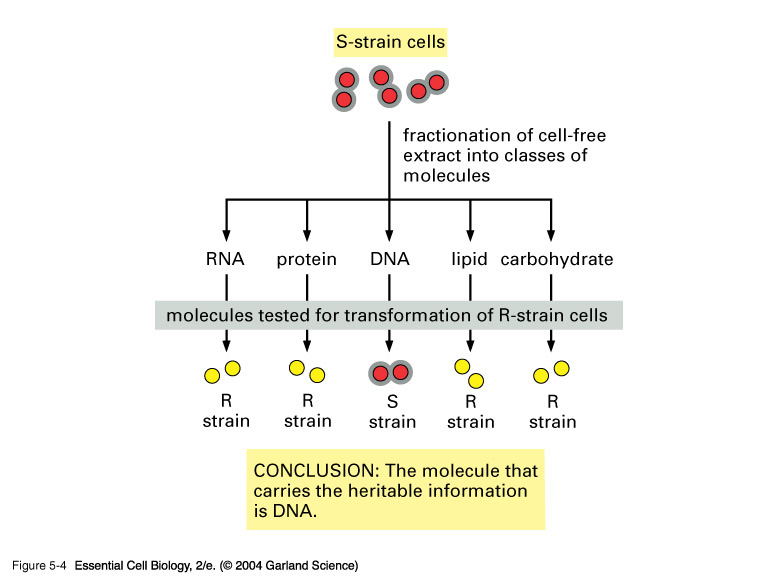 S-strain cells
fractionation of cell-free
extract into classes of
molecules
RNA protein DNA lipid carbohydrate
molecules tested for transformation of R-strain cells
R R S R R
strain strain strain strain strain
CONCLUSION: The molecule that
carries the heritable information
is DNA.
Figure 5-4 Essential Cell Biology, 2/e. (© 2004 Garland Science)